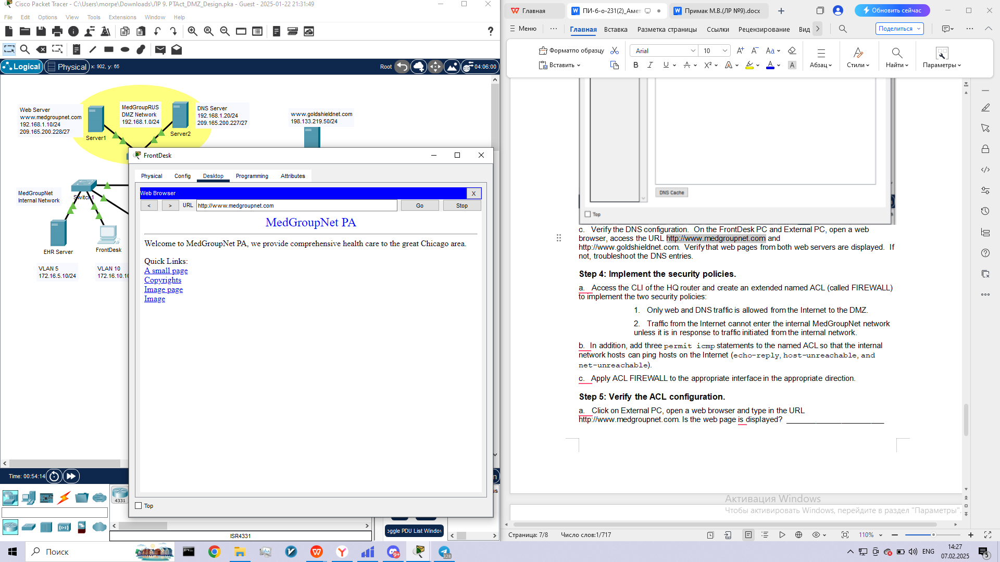 Cisco Packet Tracer - C:\Users\morpe\Downloads\ЛР 9. PTAct_DMZ_Design.pka - Guest - 2025-01-22 21:31:49
File Edit Options View Tools Extensions Window Help
Logical Physical x: 902, y: 65
Root 04:06:00
Web Server
www.medgroupnet.com
192.168.1.10/24
209.165.200.228/27
Server1
MedGroupRUS
DMZ Network
192.168.1.0/24
DNS Server
192.168.1.20/24
209.165.200.227/27
Server2
www.goldshieldnet.com
198.133.219.50/24
MedGroupNet
Internal Network
Switch1
EHR Server
FrontDesk
VLAN 5
172.16.5.10/24
VLAN 10
172.16.10.10
FrontDesk
Physical Config Desktop Programming Attributes
Web Browser X
< > URL http://www.medgroupnet.com Go Stop
MedGroupNet PA
Welcome to MedGroupNet PA, we provide comprehensive health care to the great Chicago area.
Quick Links:
A small page
Copyrights
Image page
Image
Top
Time: 00:54:14
4331
ISR4331
oggle PDU List Windov
Главная ПИ-б-о-231(2)_Амет Примак М.В.(ЛР №9).docx Обновить сейчас
Меню Главная Вставка Разметка страницы Ссылки Рецензирование Вид Поделиться
Формат по образцу Arial 10
Вставить Абзац Стили Найти Параметры
DNS Cache
Top
c. Verify the DNS configuration. On the FrontDesk PC and External PC, open a web
browser, access the URL http://www.medgroupnet.com and
http://www.goldshieldnet.com. Verify that web pages from both web servers are displayed. If
not, troubleshoot the DNS entries.
Step 4: Implement the security policies.
a. Access the CLI of the HQ router and create an extended named ACL (called FIREWALL)
to implement the two security policies:
1. Only web and DNS traffic is allowed from the Internet to the DMZ.
2. Traffic from the Internet cannot enter the internal MedGroupNet network
unless it is in response to traffic initiated from the internal network.
b. In addition, add three permit icmp statements to the named ACL so that the internal
network hosts can ping hosts on the Internet (echo-reply, host-unreachable, and
net-unreachable).
c. Apply ACL FIREWALL to the appropriate interface in the appropriate direction.
Step 5: Verify the ACL configuration.
a. Click on External PC, open a web browser and type in the URL
http://www.medgroupnet.com. Is the web page is displayed? ____________________
Активация Windows
Чтобы активировать Windows, перейдите в раздел "Параметры".
Страница: 7/8 Число слов:1/717 110%
Поиск
9+
328
ENG
14:27
07.02.2025
5